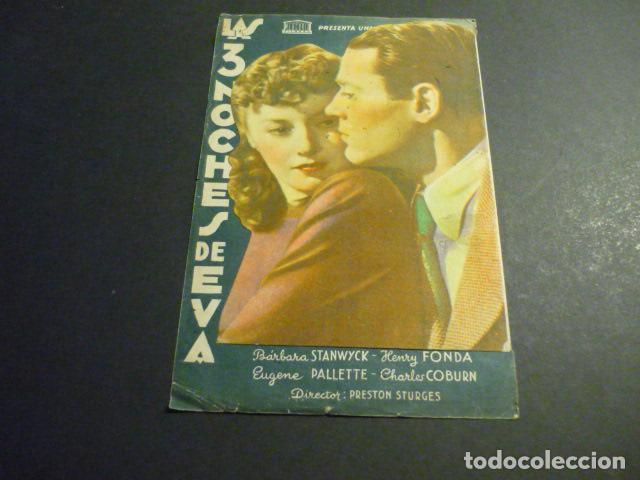 LAS 3 NOCHES DE EVA
PRESENTA UNA
Bárbara STANWYCK - Henry FONDA
Eugene PALLETTE - Charles COBURN
Director: PRESTON STURGES
todocoleccion.net